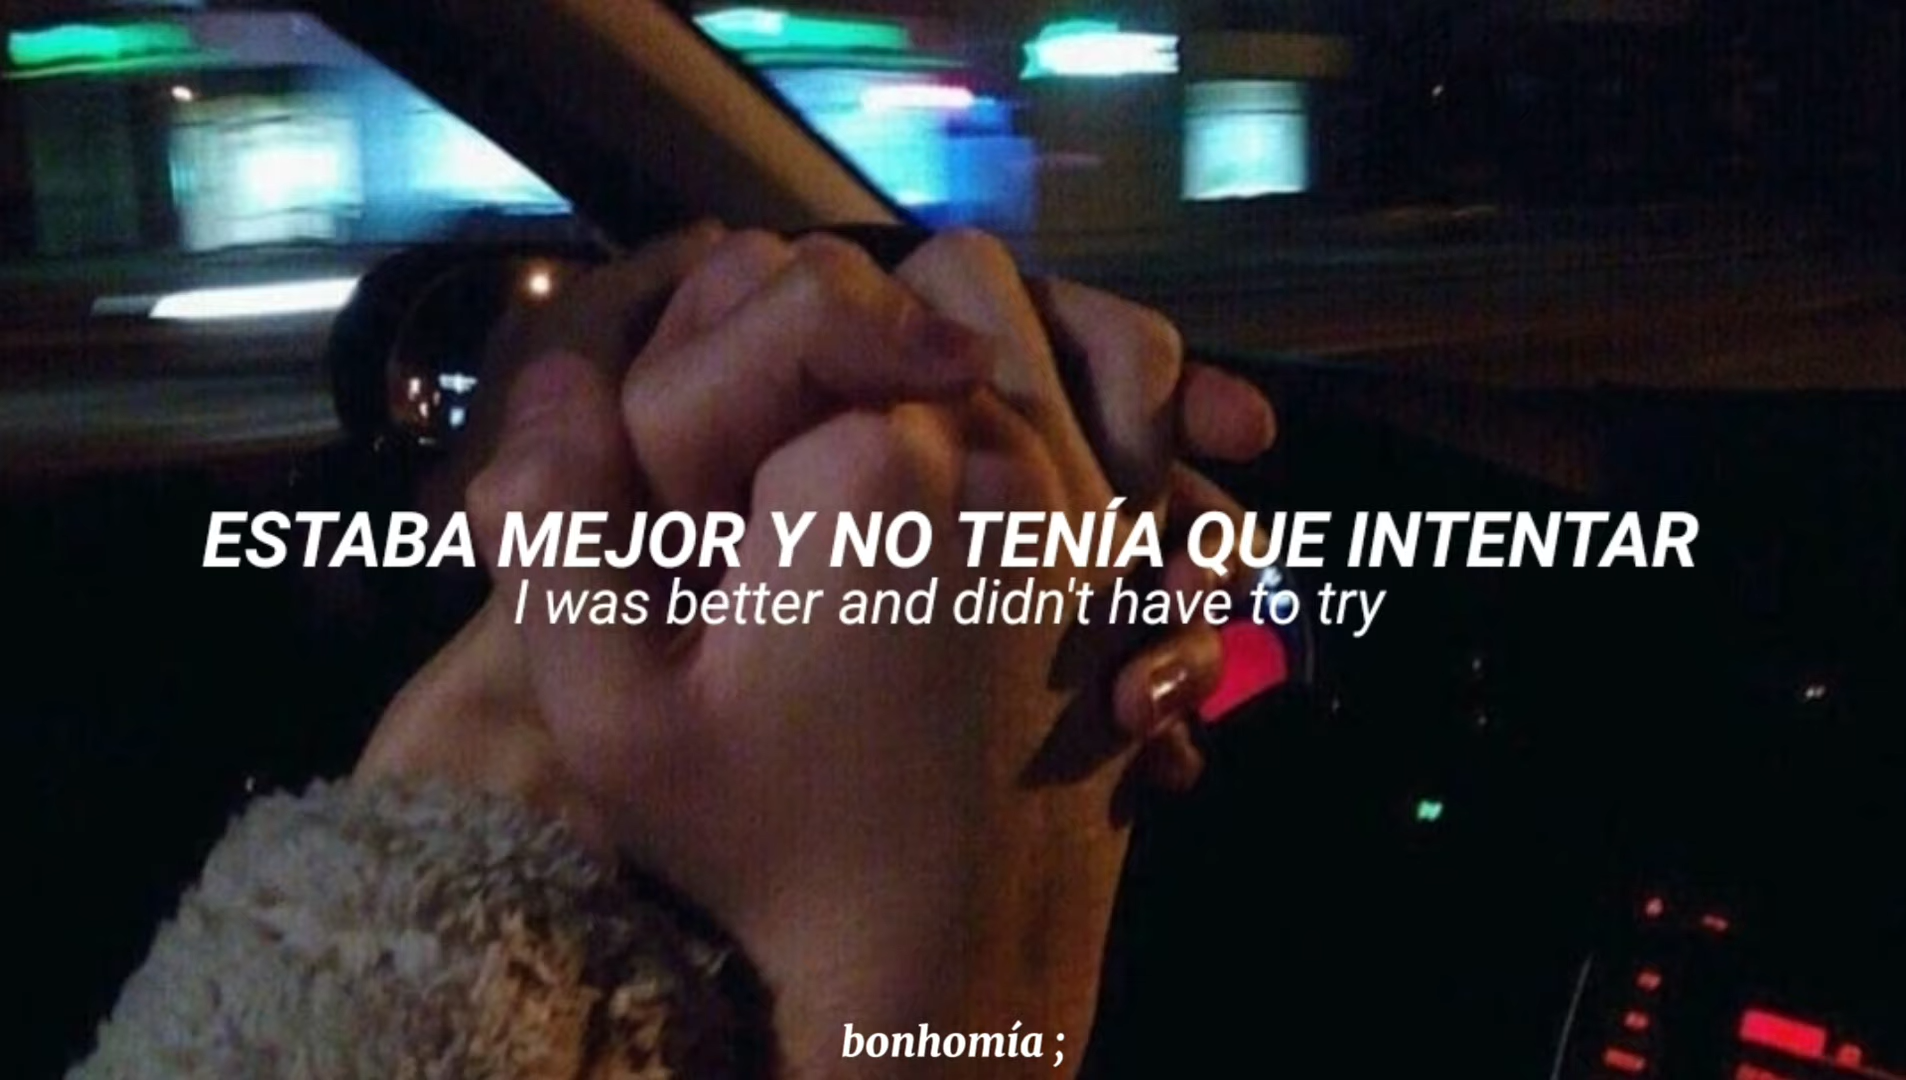 ESTABA MEJOR Y NO TENÍA QUE INTENTAR
I was better and didn't have to try
bonhomía ;